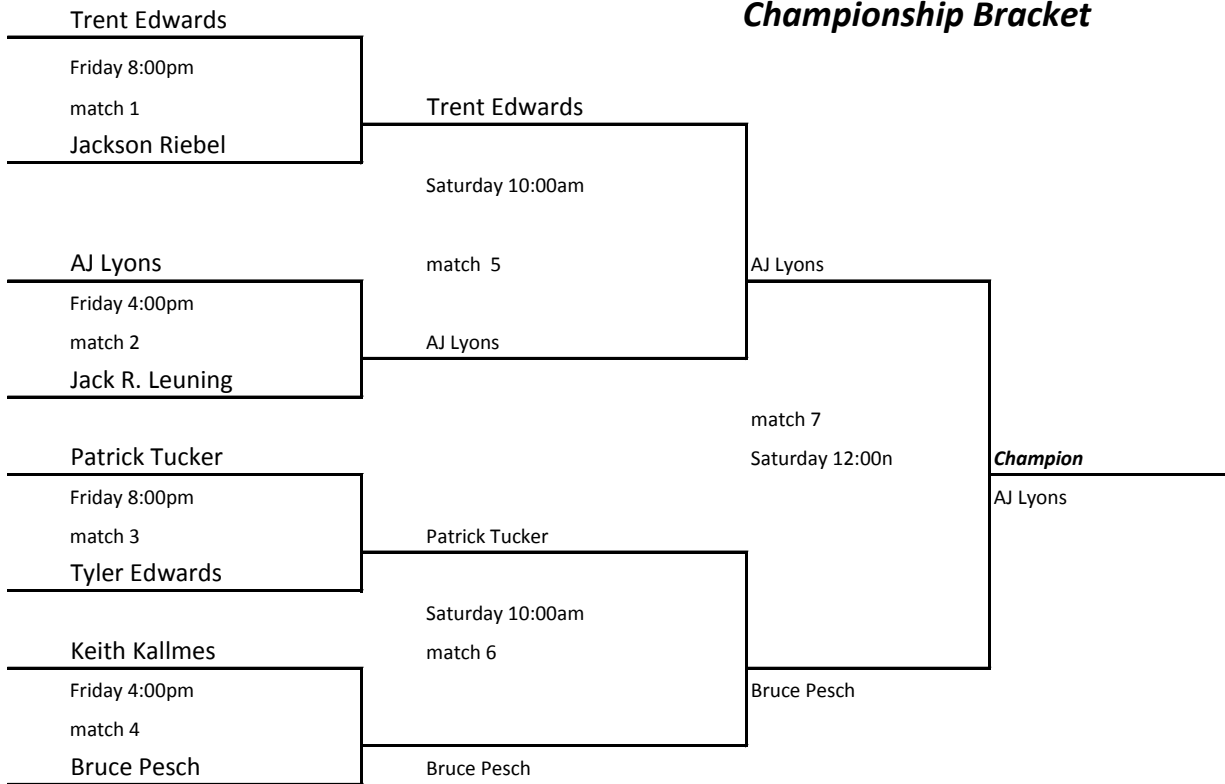 Championship Bracket
Trent Edwards
Friday 8:00pm
match 1
Jackson Riebel
Trent Edwards
Saturday 10:00am
match  5
AJ Lyons
AJ Lyons
Friday 4:00pm
match 2
Jack R. Leuning
AJ Lyons
match 7
Saturday 12:00n
Champion
AJ Lyons
Patrick Tucker
Friday 8:00pm
match 3
Tyler Edwards
Patrick Tucker
Saturday 10:00am
match 6
Bruce Pesch
Keith Kallmes
Friday 4:00pm
match 4
Bruce Pesch
Bruce Pesch